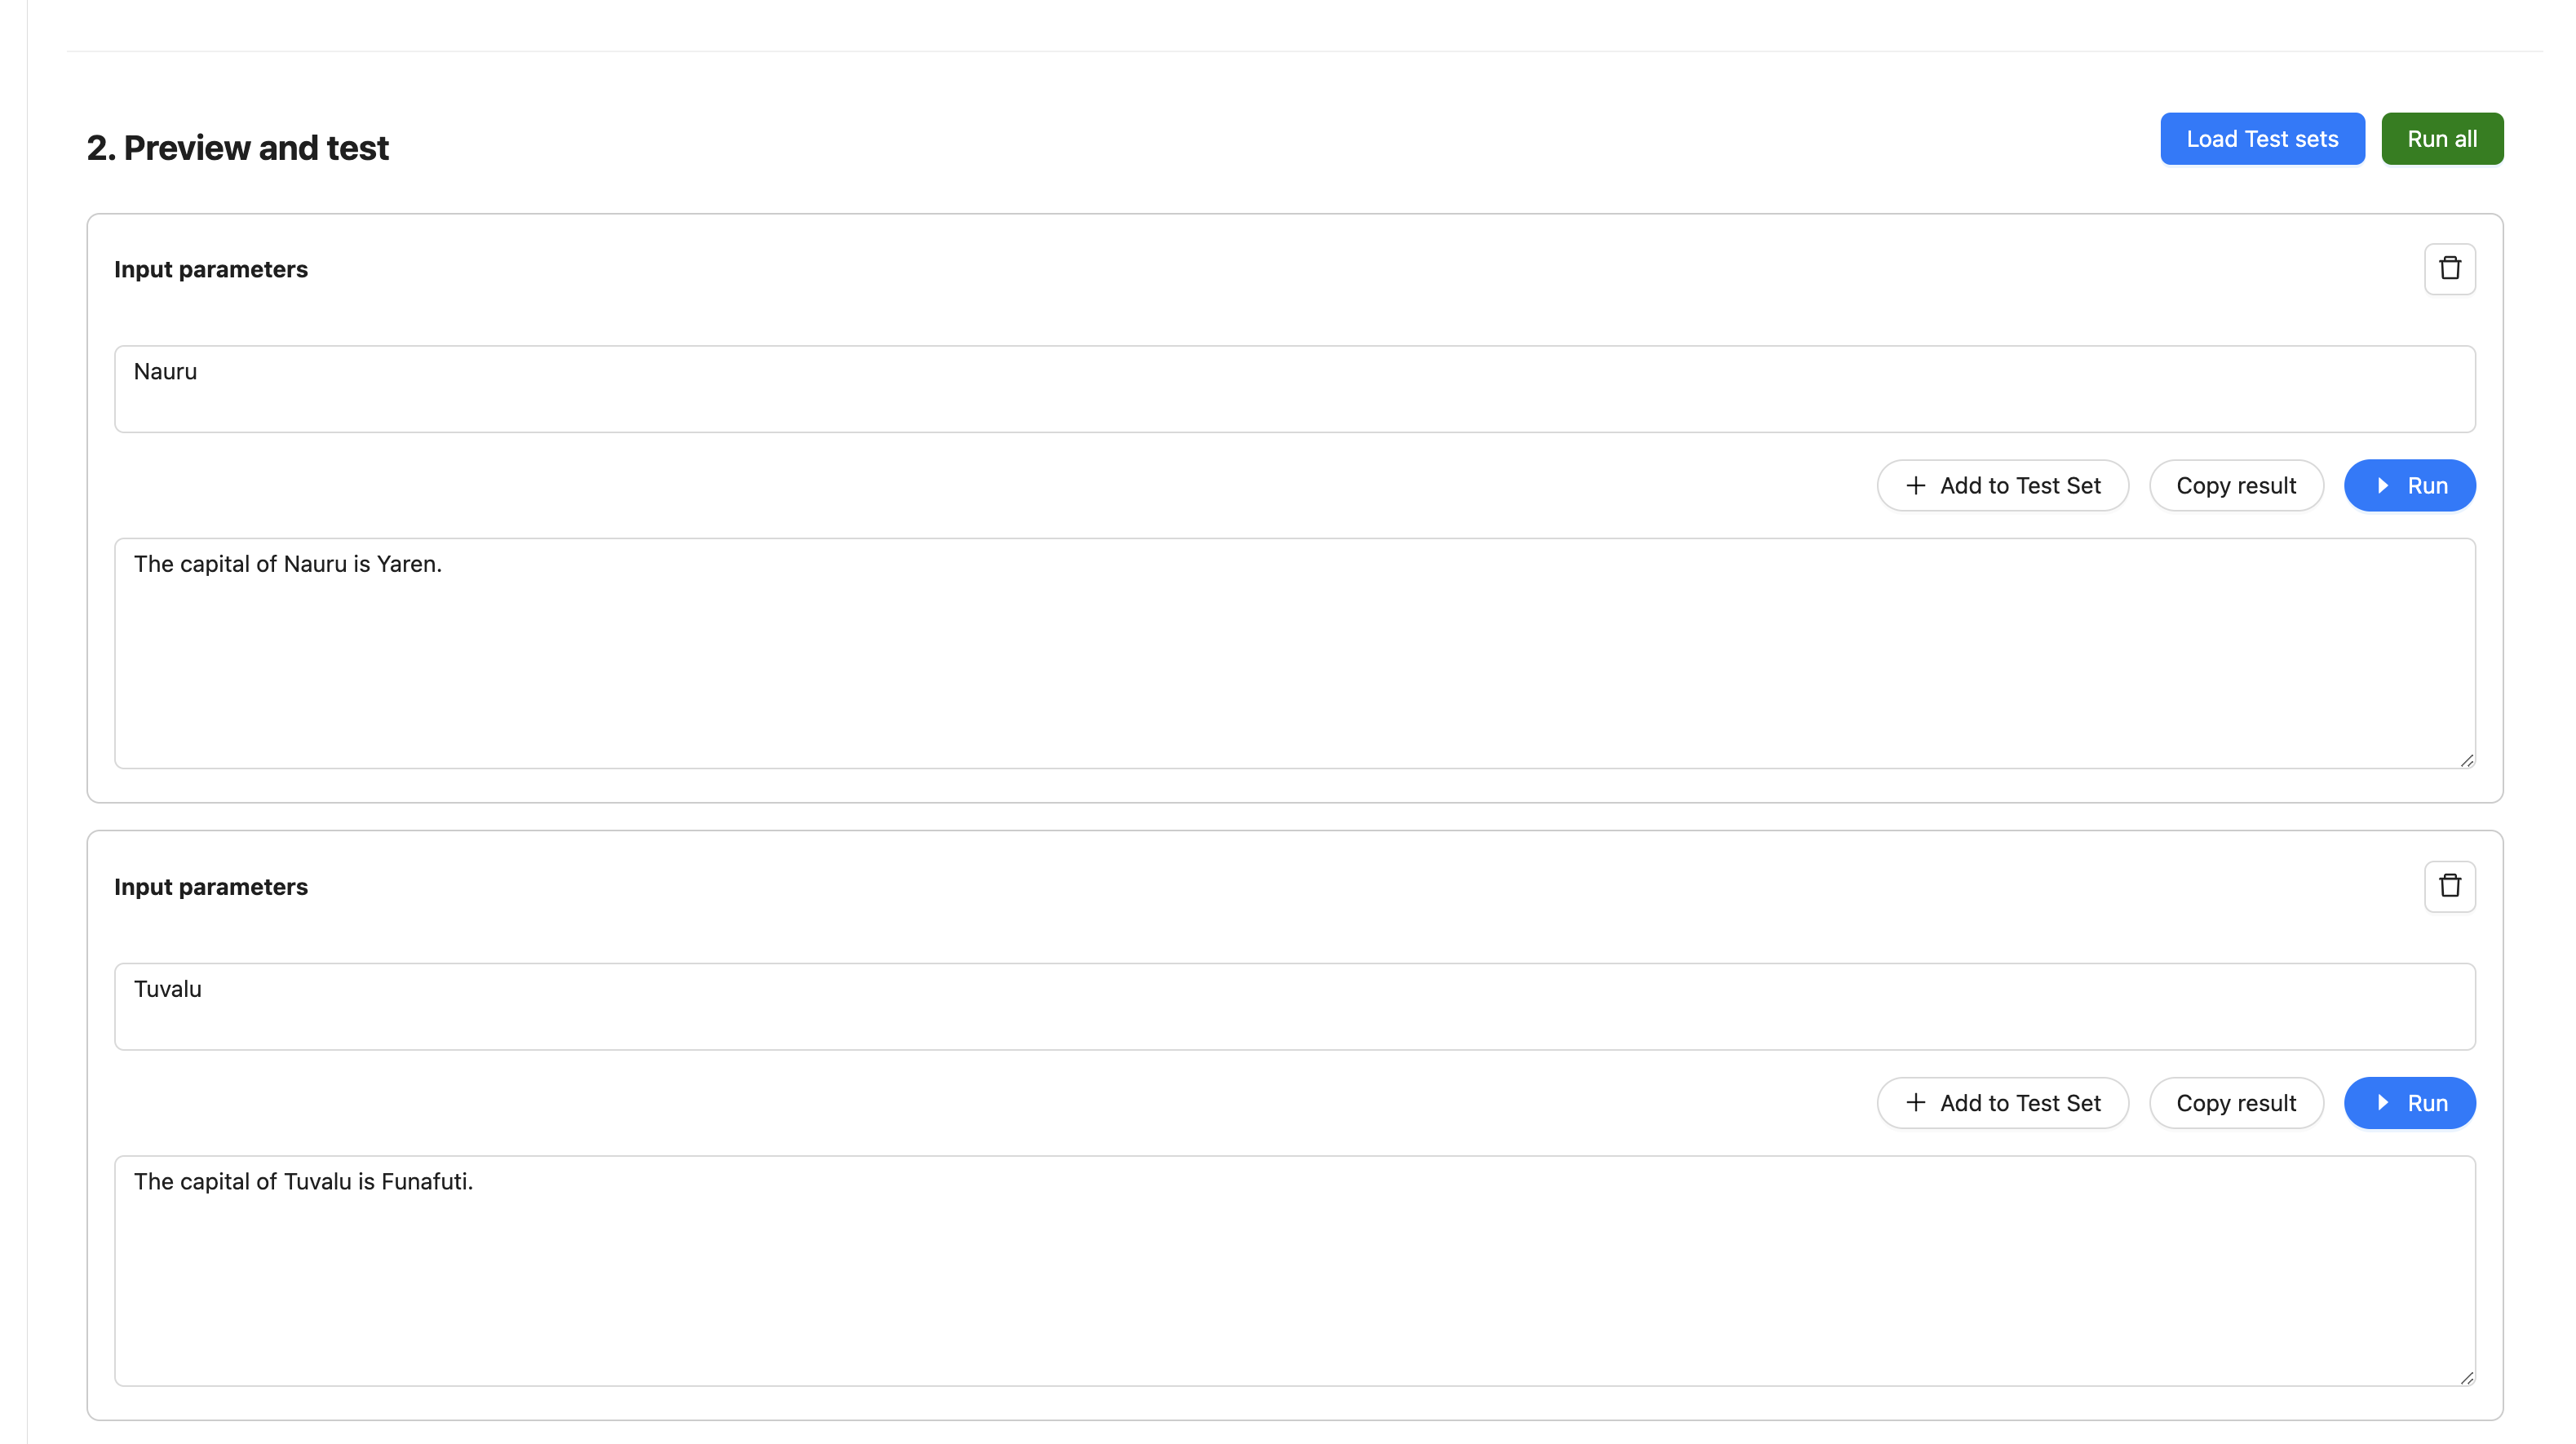 2. Preview and test
Load Test sets
Run all
Input parameters
Nauru
Add to Test Set
Copy result
Run
The capital of Nauru is Yaren.
Input parameters
Tuvalu
Add to Test Set
Copy result
Run
The capital of Tuvalu is Funafuti.